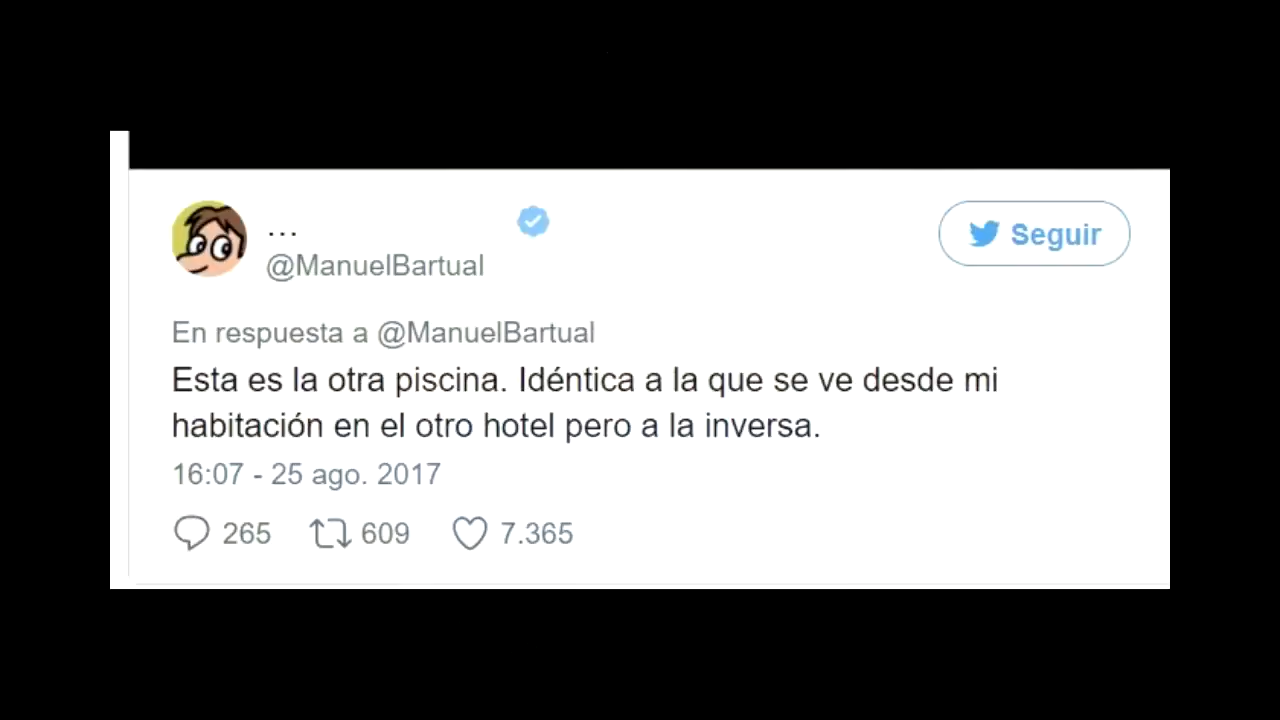 ...
@ManuelBartual
Seguir
En respuesta a @ManuelBartual
Esta es la otra piscina. Idéntica a la que se ve desde mi
habitación en el otro hotel pero a la inversa.
16:07 - 25 ago. 2017
265 609 7.365